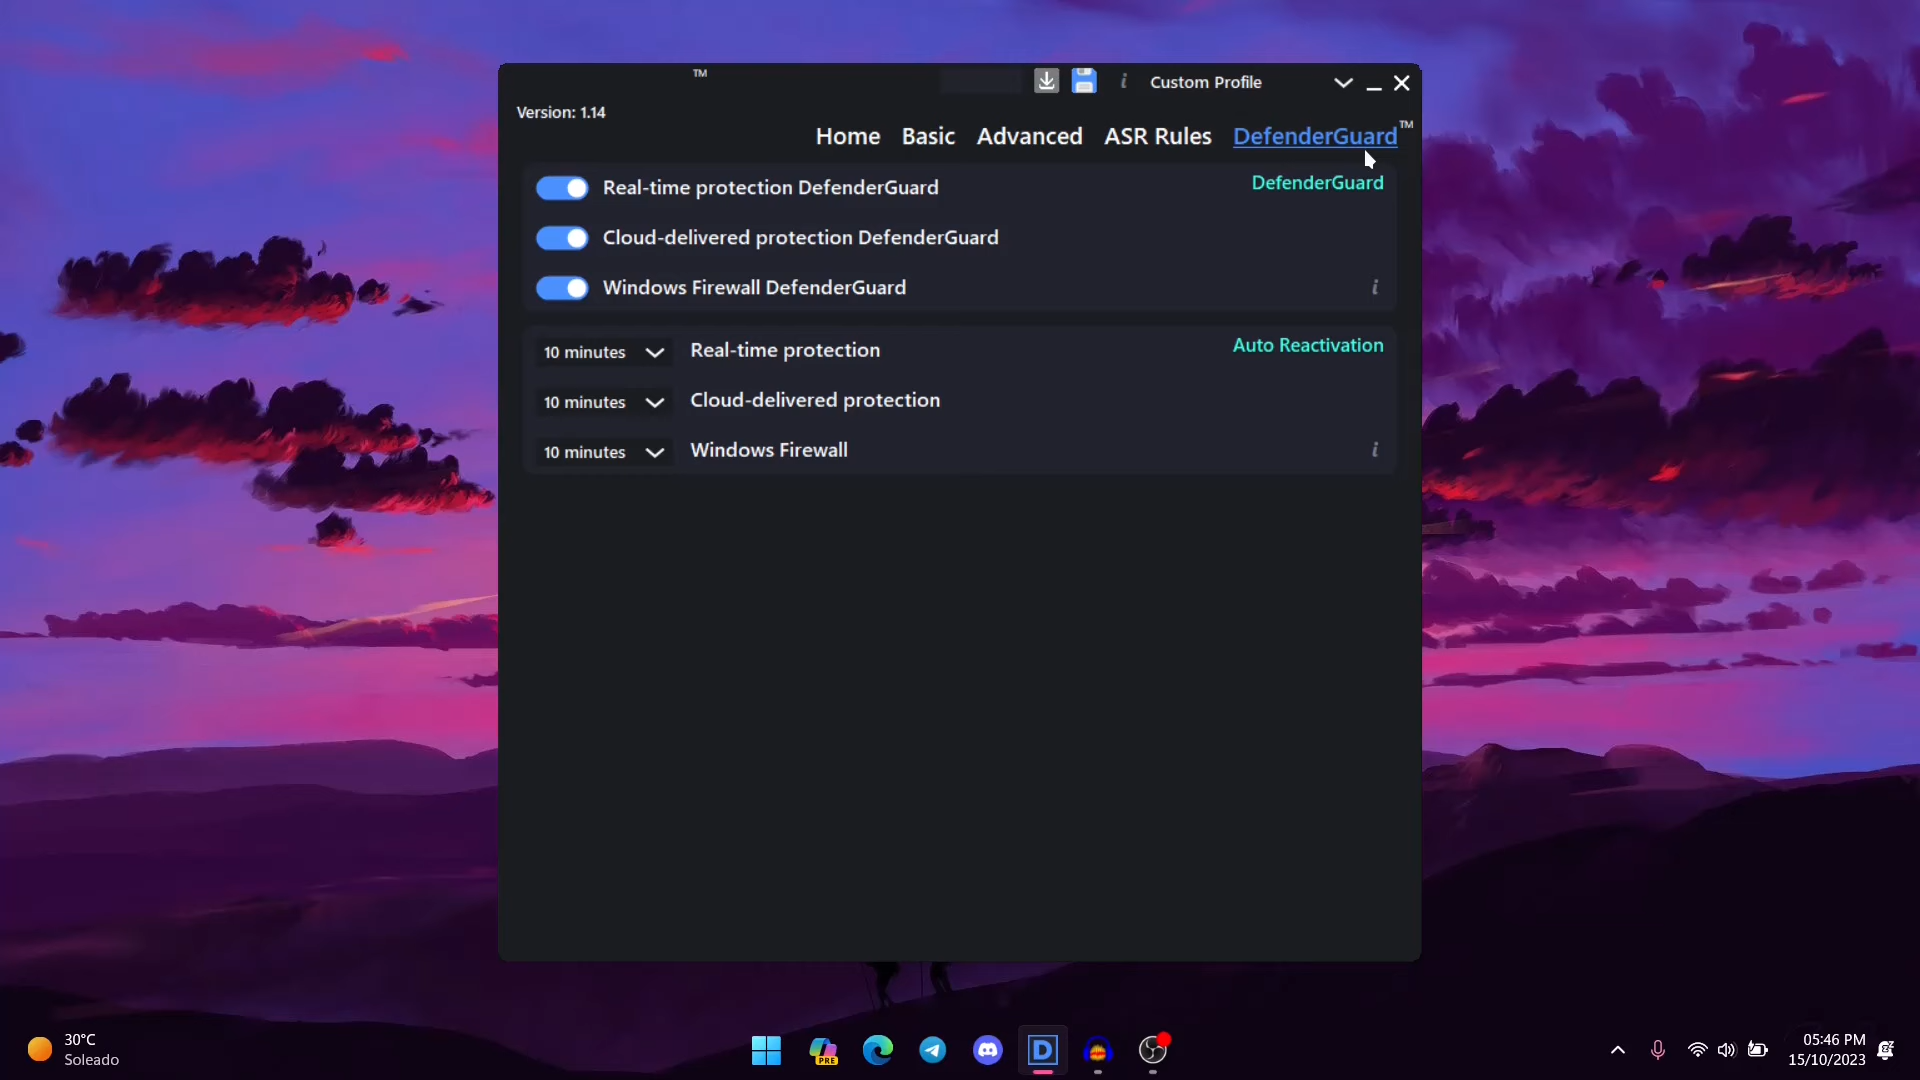 TM
Custom Profile
Version: 1.14
Home Basic Advanced ASR Rules DefenderGuard TM
Real-time protection DefenderGuard
DefenderGuard
Cloud-delivered protection DefenderGuard
Windows Firewall DefenderGuard
i
10 minutes Real-time protection
Auto Reactivation
10 minutes Cloud-delivered protection
10 minutes Windows Firewall
i
30°C
Soleado
PRE
D
05:46 PM
15/10/2023